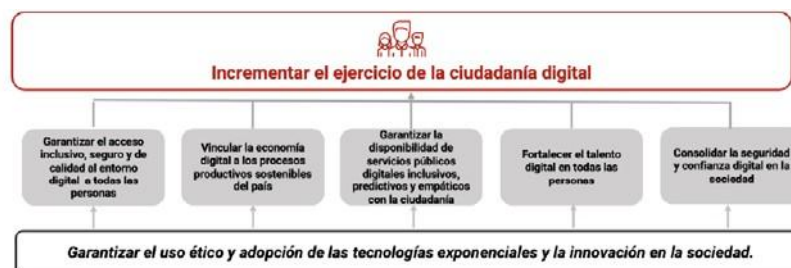 Incrementar el ejercicio de la ciudadanía digital
Garantizar el acceso
inclusivo, seguro y de
calidad al entorno
digital a todas las
personas
Vincular la economía
digital a los procesos
productivos sostenibles
del país
Garantizar la
disponibilidad de
servicios públicos
digitales inclusivos,
predictivos y empáticos
con la ciudadanía
Fortalecer el talento
digital en todas las
personas
Consolidar la seguridad
y confianza digital en la
sociedad
Garantizar el uso ético y adopción de las tecnologías exponenciales y la innovación en la sociedad.